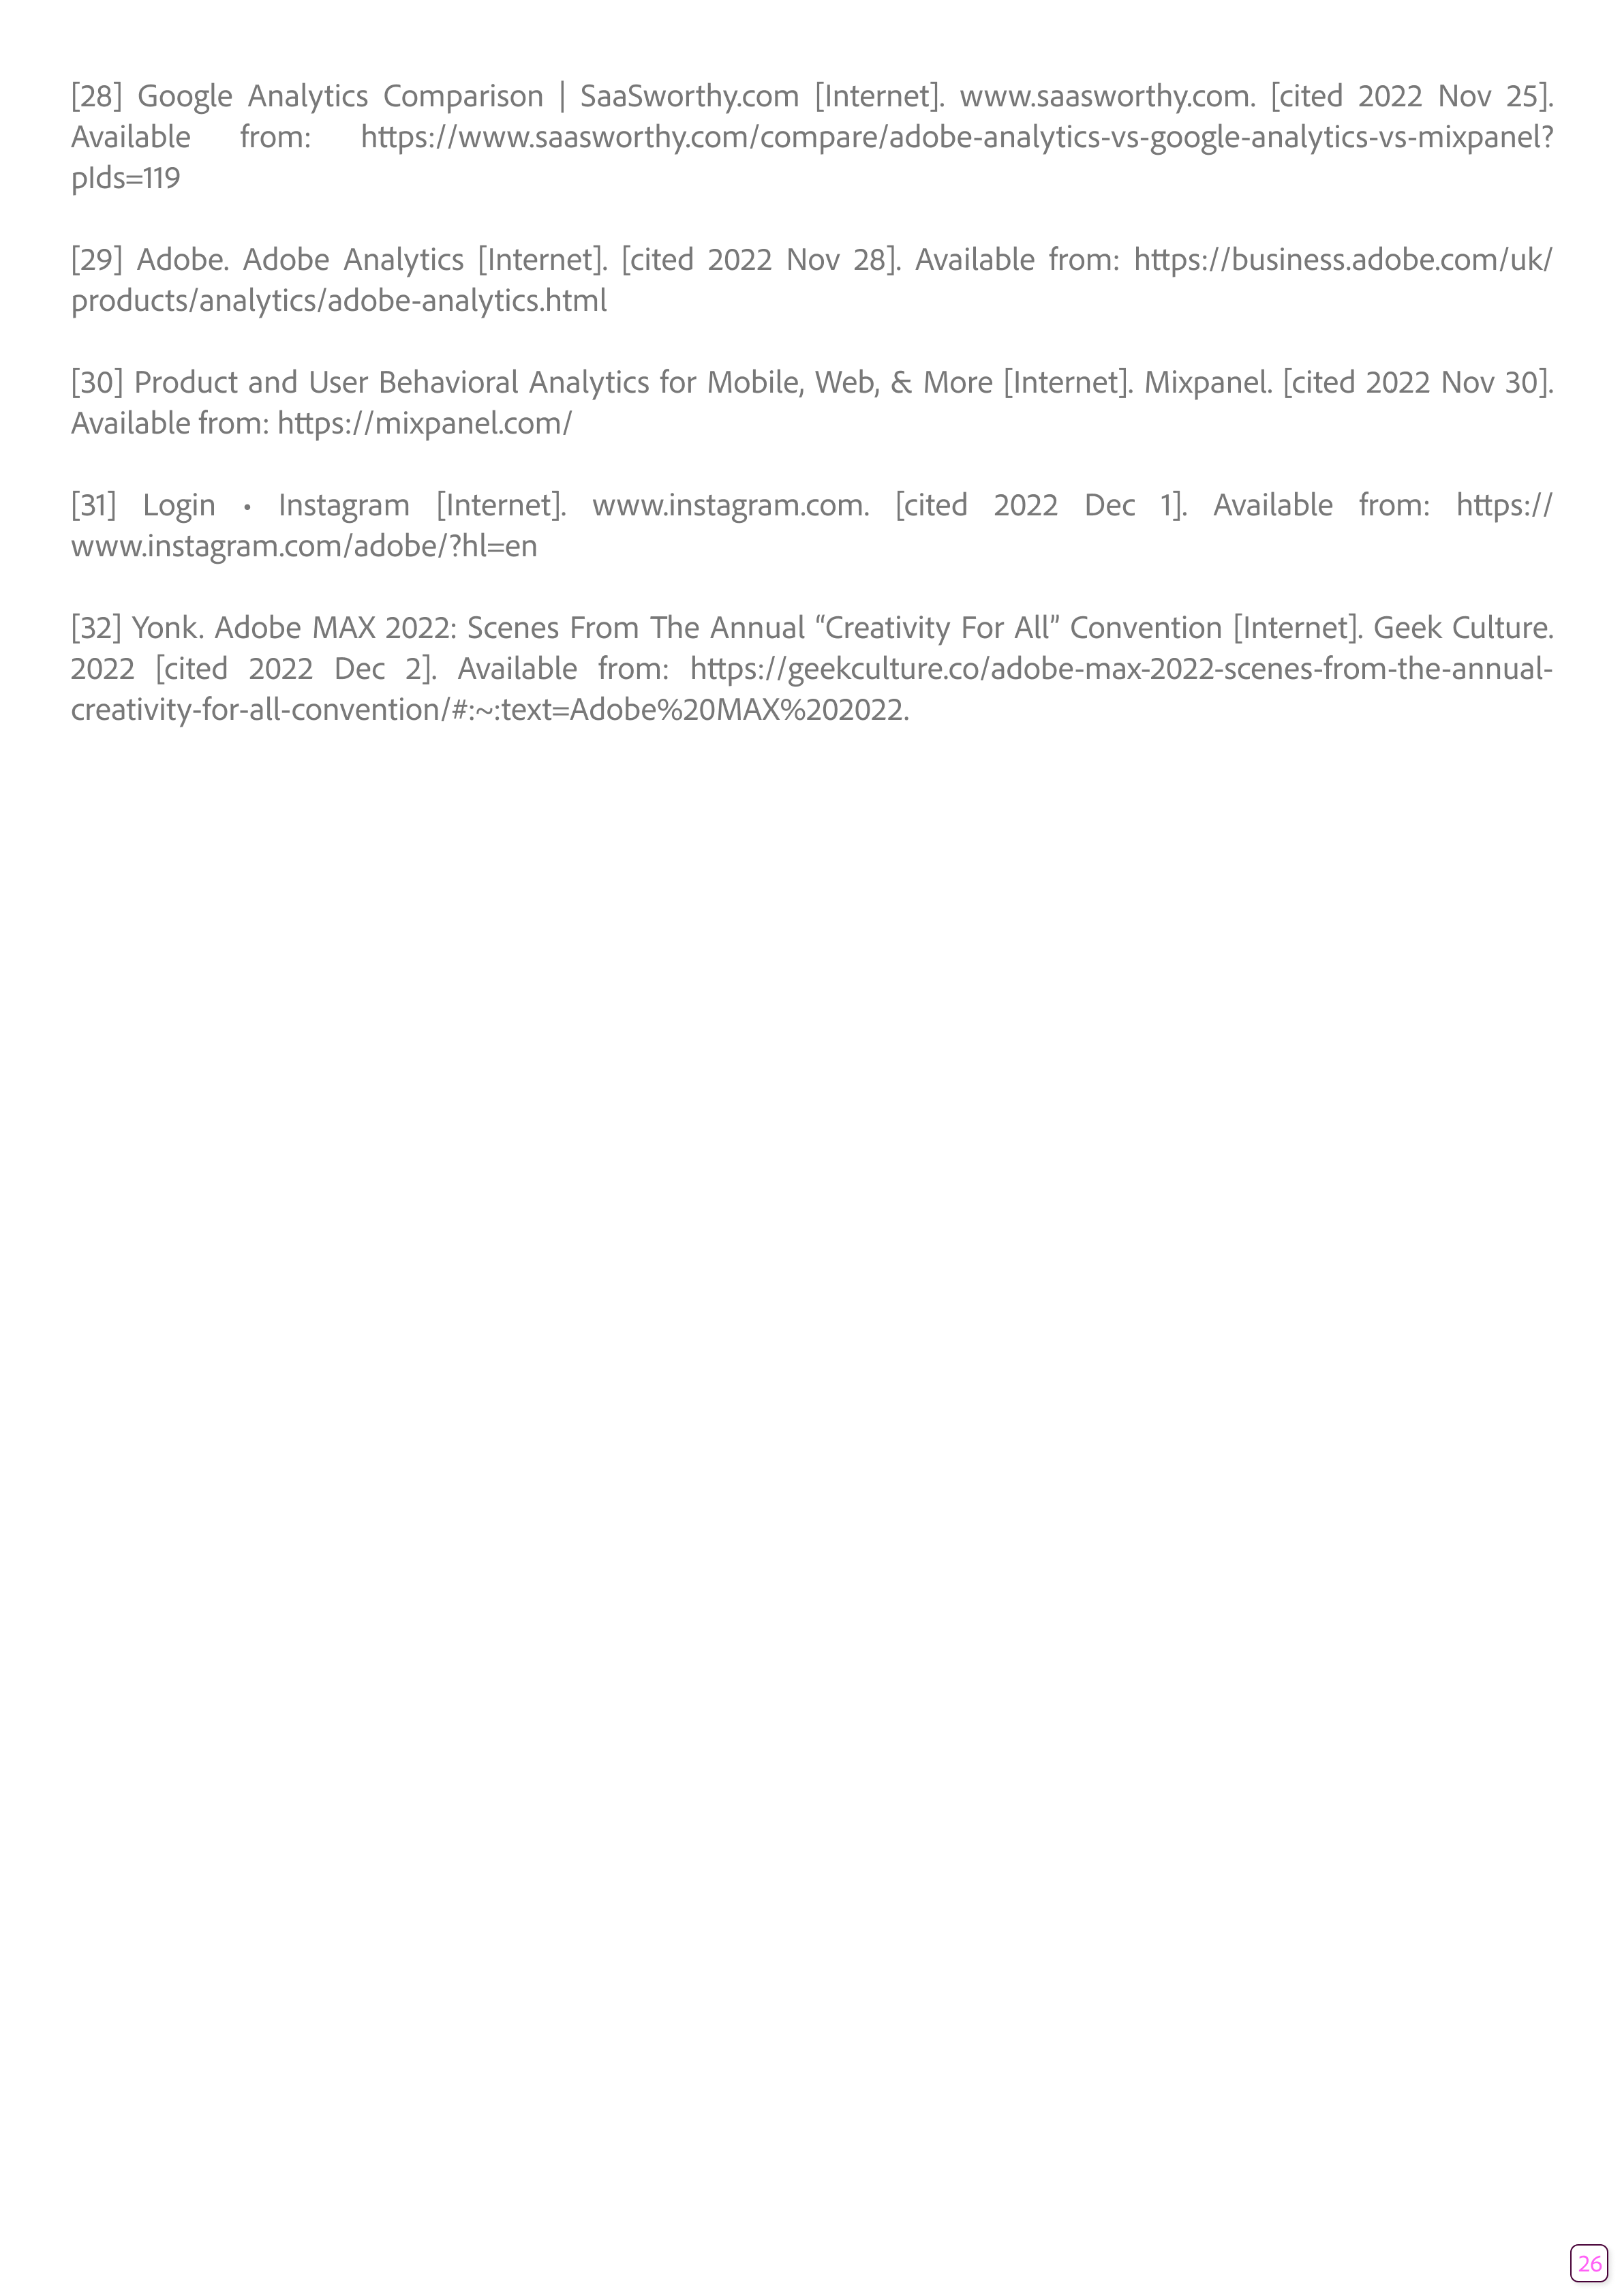 [28] Google Analytics Comparison | SaaSworthy.com [Internet]. www.saasworthy.com. [cited 2022 Nov 25].
Available from: https://www.saasworthy.com/compare/adobe-analytics-vs-google-analytics-vs-mixpanel?
pIds=119
[29] Adobe. Adobe Analytics [Internet]. [cited 2022 Nov 28]. Available from: https://business.adobe.com/uk/
products/analytics/adobe-analytics.html
[30] Product and User Behavioral Analytics for Mobile, Web, & More [Internet]. Mixpanel. [cited 2022 Nov 30].
Available from: https://mixpanel.com/
[31] Login • Instagram [Internet]. www.instagram.com. [cited 2022 Dec 1]. Available from: https://
www.instagram.com/adobe/?hl=en
[32] Yonk. Adobe MAX 2022: Scenes From The Annual “Creativity For All” Convention [Internet]. Geek Culture.
2022 [cited 2022 Dec 2]. Available from: https://geekculture.co/adobe-max-2022-scenes-from-the-annual-
creativity-for-all-convention/#:~:text=Adobe%20MAX%202022.
26